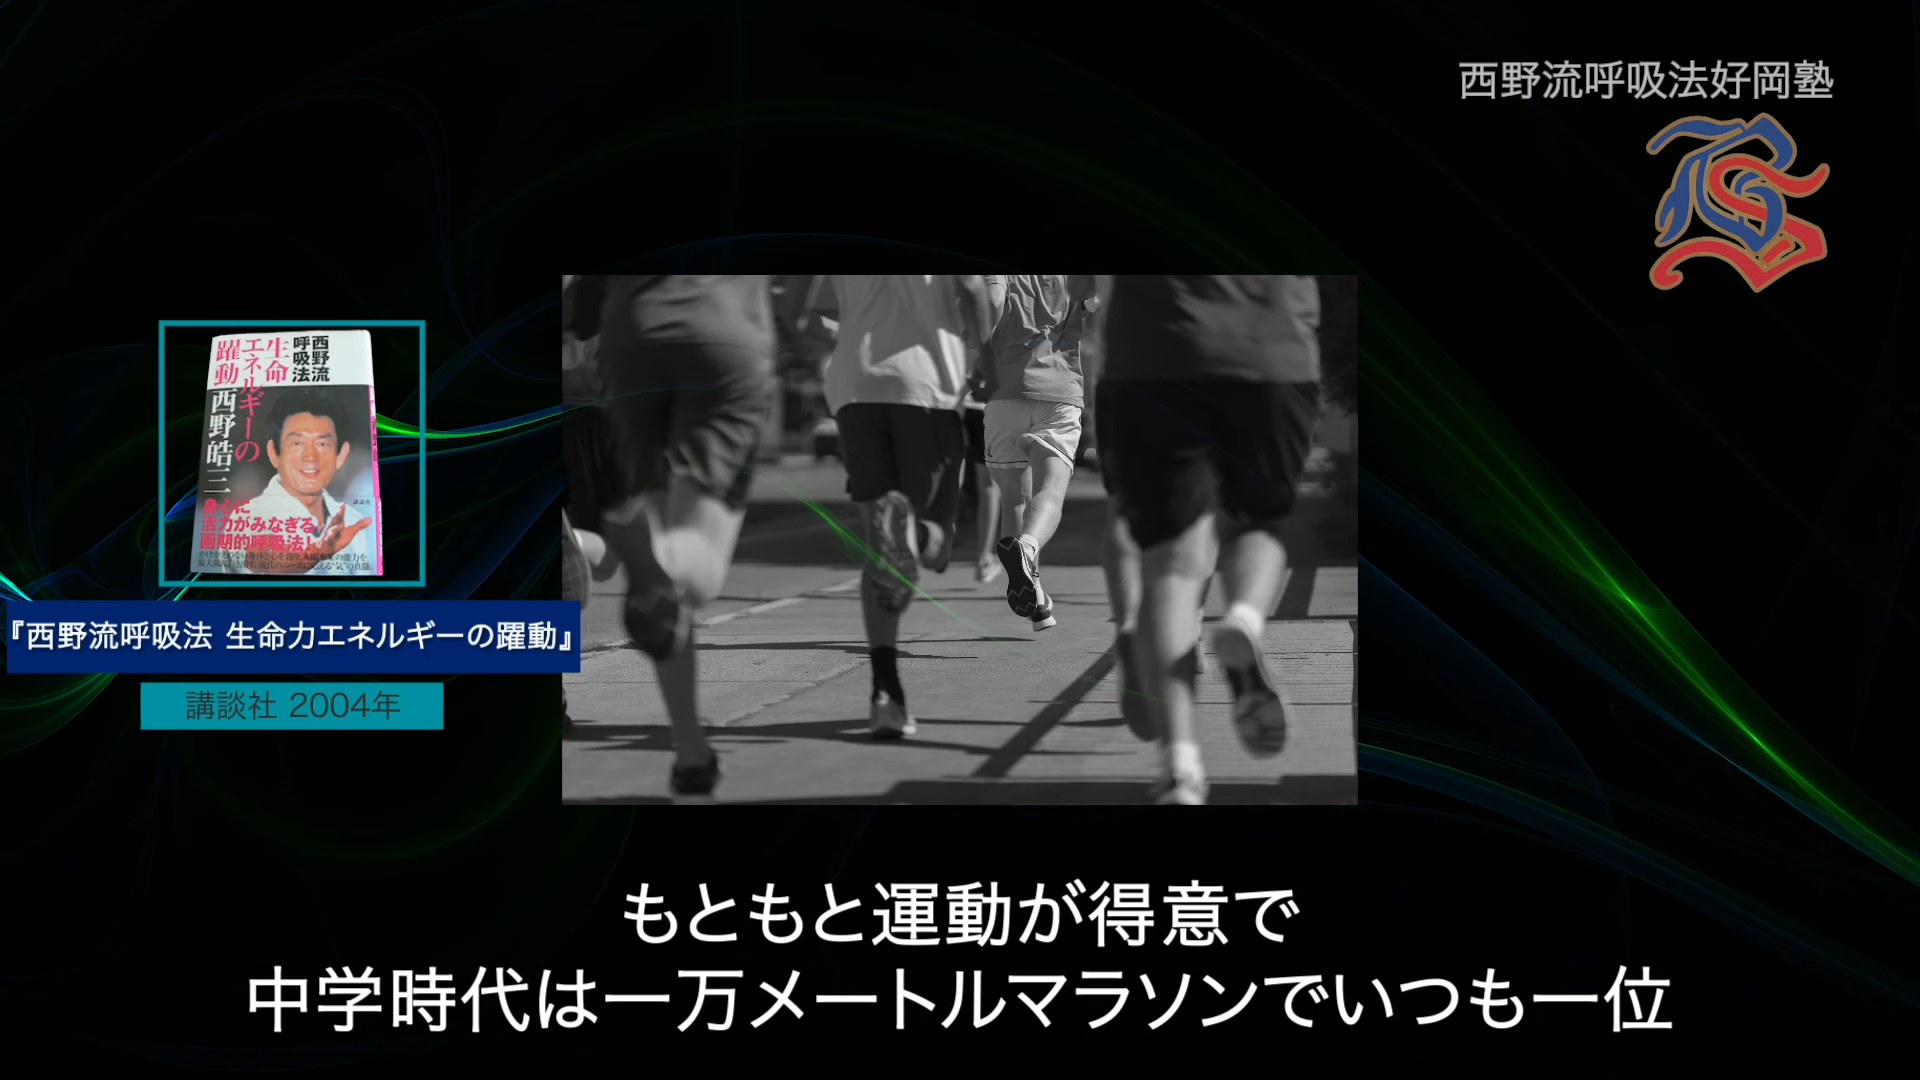 西野流呼吸法好岡塾
西野流
呼吸法
生命
エネルギーの
躍動
西野皓三
講談社
身心に
活力がみなぎる
画期的呼吸法!
『西野流呼吸法 生命力エネルギーの躍動』
講談社 2004年
もともと運動が得意で
中学時代は一万メートルマラソンでいつも一位